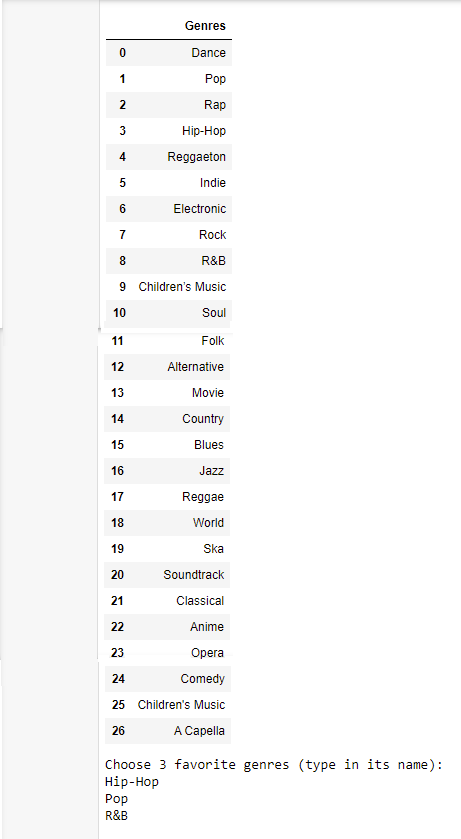 Genres
0 Dance
1 Pop
2 Rap
3 Hip-Hop
4 Reggaeton
5 Indie
6 Electronic
7 Rock
8 R&B
9 Children’s Music
10 Soul
11 Folk
12 Alternative
13 Movie
14 Country
15 Blues
16 Jazz
17 Reggae
18 World
19 Ska
20 Soundtrack
21 Classical
22 Anime
23 Opera
24 Comedy
25 Children's Music
26 A Capella
Choose 3 favorite genres (type in its name):
Hip-Hop
Pop
R&B